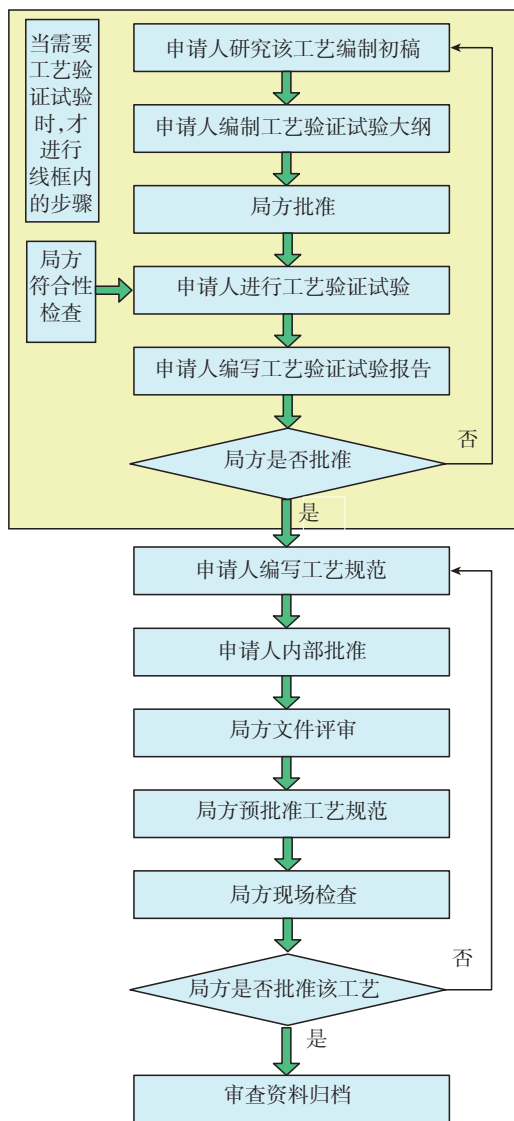 当需要
工艺验
证试验
时,才
进行
线框内
的步骤
申请人研究该工艺编制初稿
申请人编制工艺验证试验大纲
局方批准
局方
符合性
检查
申请人进行工艺验证试验
申请人编写工艺验证试验报告
局方是否批准
否
是
申请人编写工艺规范
申请人内部批准
局方文件评审
局方预批准工艺规范
局方现场检查
局方是否批准该工艺
否
是
审查资料归档